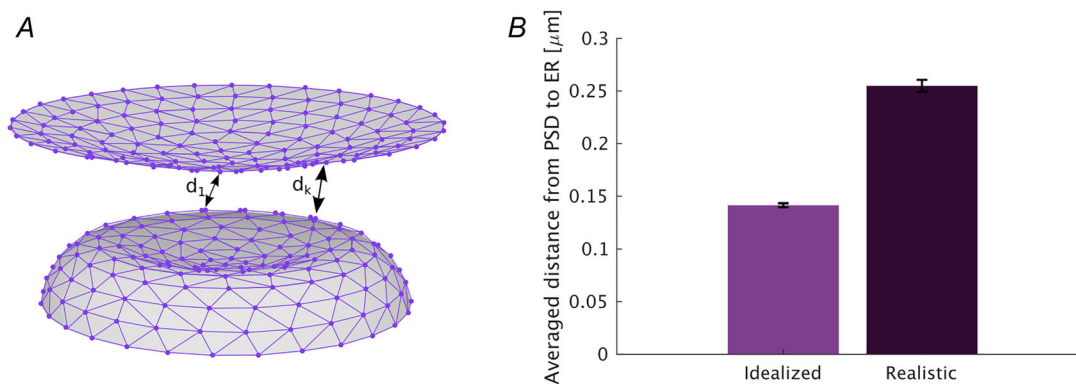 A
d1
dk
B
Averaged distance from PSD to ER [μm]
0.3
0.25
0.2
0.15
0.1
0.05
0
Idealized Realistic